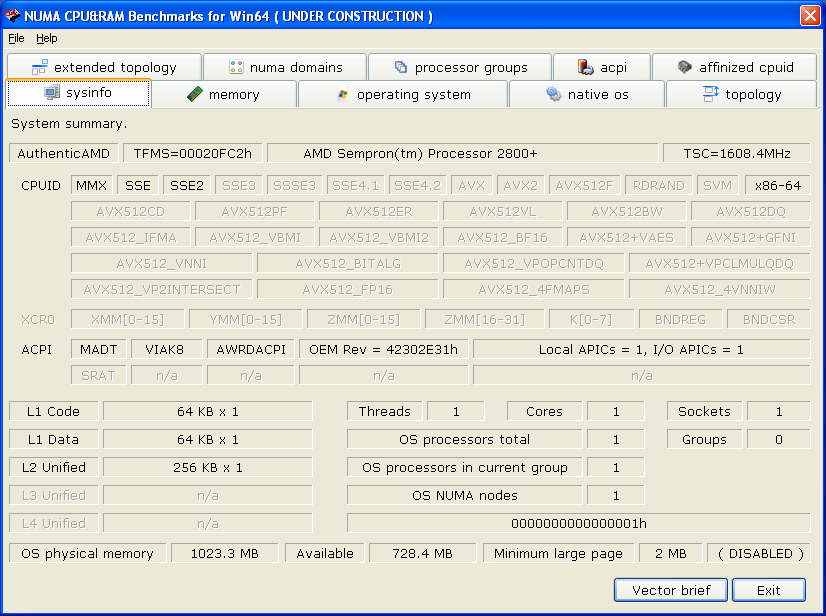 NUMA CPU&RAM Benchmarks for Win64 ( UNDER CONSTRUCTION )
File Help
extended topology numa domains processor groups acpi affinized cpuid
sysinfo memory operating system native os topology
System summary.
AuthenticAMD TFMS=00020FC2h AMD Sempron(tm) Processor 2800+ TSC=1608.4MHz
CPUID MMX SSE SSE2 SSE3 SSSE3 SSE4.1 SSE4.2 AVX AVX2 AVX512F RDRAND SVM x86-64
AVX512CD AVX512PF AVX512ER AVX512VL AVX512BW AVX512DQ
AVX512_IFMA AVX512_VBMI AVX512_VBMI2 AVX512_BF16 AVX512+VAES AVX512+GFNI
AVX512_VNNI AVX512_BITALG AVX512_VPOPCNTDQ AVX512+VPCLMULQDQ
AVX512_VP2INTERSECT AVX512_FP16 AVX512_4FMAPS AVX512_4VNNIW
XCR0 XMM[0-15] YMM[0-15] ZMM[0-15] ZMM[16-31] K[0-7] BNDREG BNDCSR
ACPI MADT VIAK8 AWRDACPI OEM Rev = 42302E31h Local APICs = 1, I/O APICs = 1
SRAT n/a n/a n/a n/a
L1 Code 64 KB x 1 Threads 1 Cores 1 Sockets 1
L1 Data 64 KB x 1 OS processors total 1 Groups 0
L2 Unified 256 KB x 1 OS processors in current group 1
L3 Unified n/a OS NUMA nodes 1
L4 Unified n/a 0000000000000001h
OS physical memory 1023.3 MB Available 728.4 MB Minimum large page 2 MB ( DISABLED )
Vector brief Exit